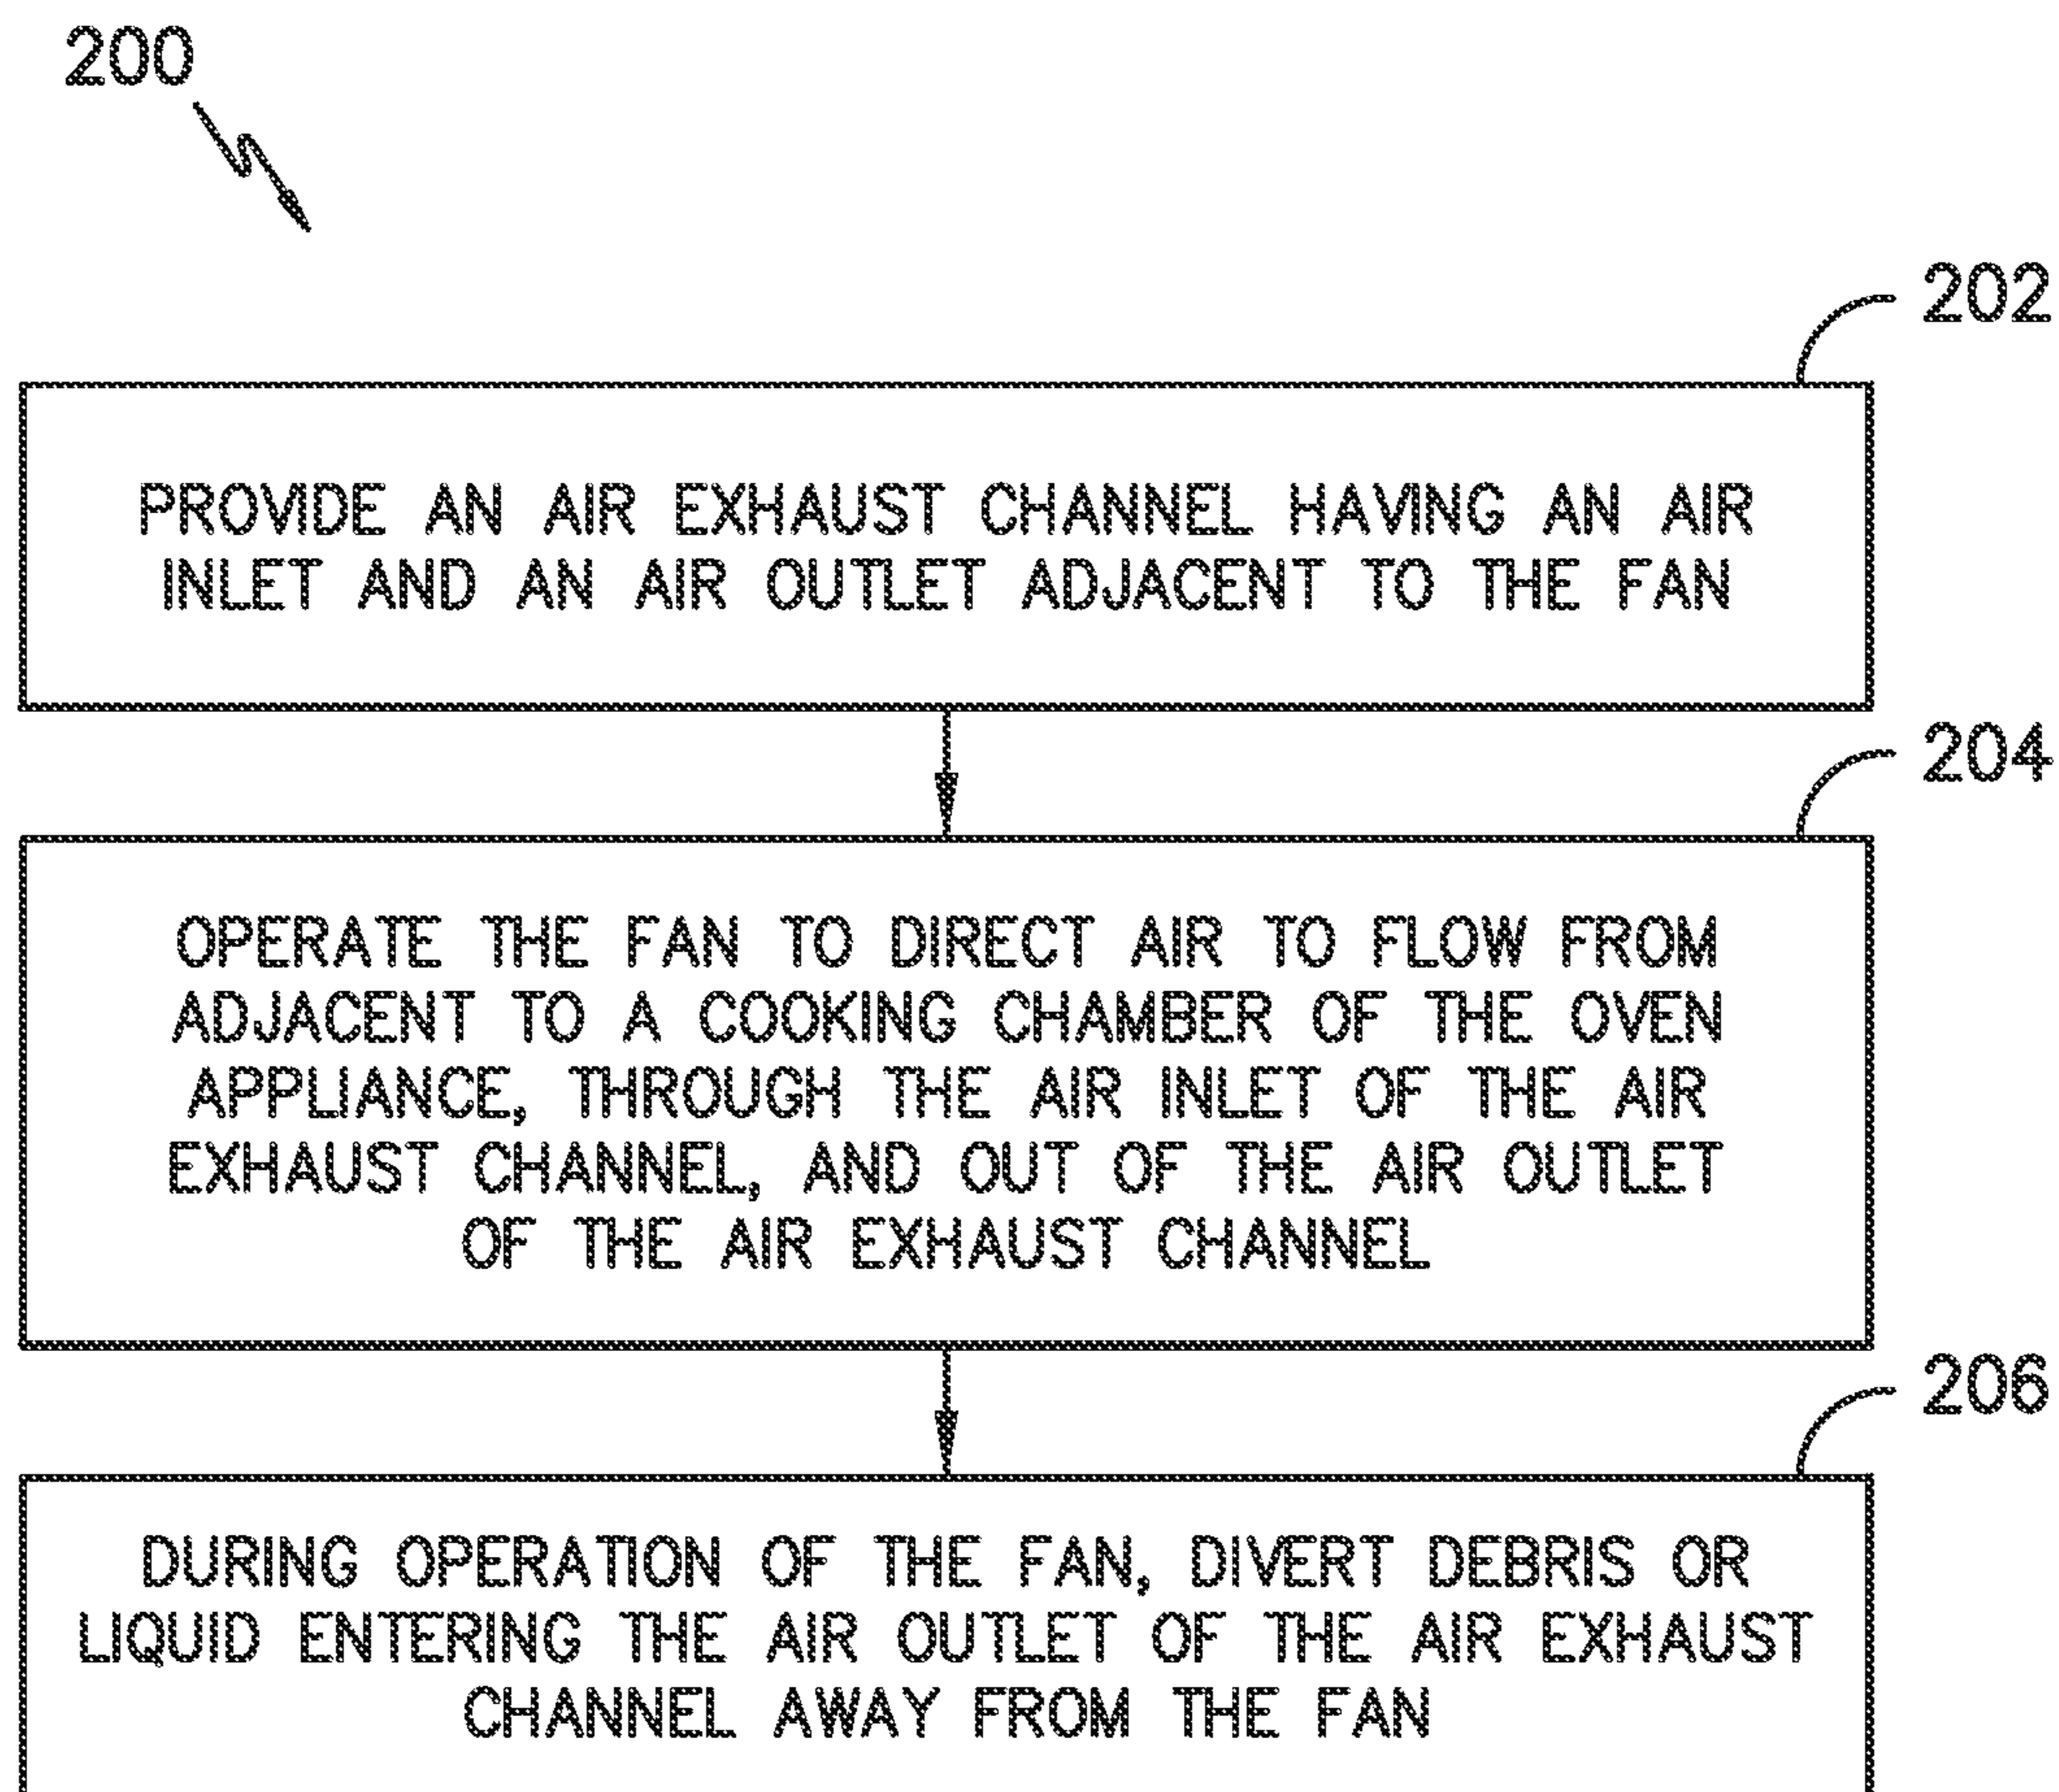 200
202
PROVIDE AN AIR EXHAUST CHANNEL HAVING AN AIR
INLET AND AN AIR OUTLET ADJACENT TO THE FAN
204
OPERATE THE FAN TO DIRECT AIR TO FLOW FROM
ADJACENT TO A COOKING CHAMBER OF THE OVEN
APPLIANCE, THROUGH THE AIR INLET OF THE AIR
EXHAUST CHANNEL, AND OUT OF THE AIR OUTLET
OF THE AIR EXHAUST CHANNEL
206
DURING OPERATION OF THE FAN, DIVERT DEBRIS OR
LIQUID ENTERING THE AIR OUTLET OF THE AIR EXHAUST
CHANNEL AWAY FROM THE FAN